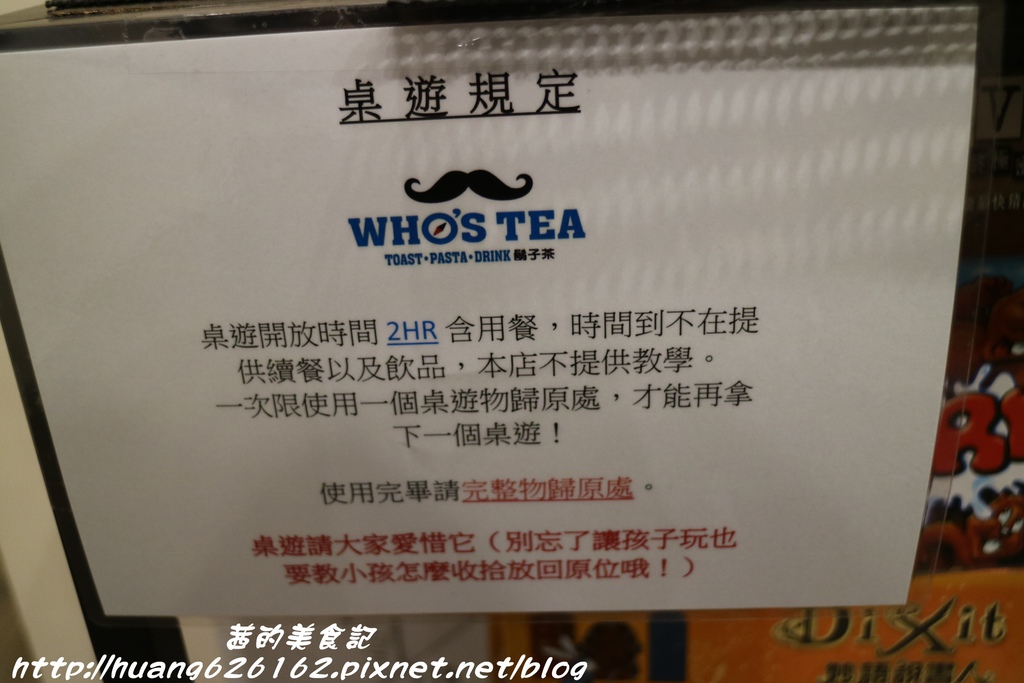 桌遊規定
WHO'S TEA
TOAST•PASTA•DRINK 鬍子茶
桌遊開放時間 2HR 含用餐，時間到不在提
供續餐以及飲品，本店不提供教學。
一次限使用一個桌遊物歸原處，才能再拿
下一個桌遊！
使用完畢請完整物歸原處。
桌遊請大家愛惜它（別忘了讓孩子玩也
要教小孩怎麼收拾放回原位哦！）
V
DiXit
茜的美食記
http://huang626162.pixnet.net/blog